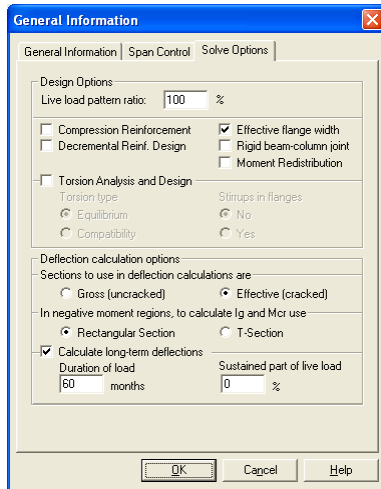 General Information
General Information Span Control Solve Options
Design Options
Live load pattern ratio: 100 %
Compression Reinforcement Effective flange width
Decremental Reinf. Design Rigid beam-column joint
Moment Redistribution
Torsion Analysis and Design
Torsion type Stirrups in flanges
Equilibrium No
Compatibility Yes
Deflection calculation options
Sections to use in deflection calculations are
Gross (uncracked) Effective (cracked)
In negative moment regions, to calculate Ig and Mcr use
Rectangular Section T-Section
Calculate long-term deflections
Duration of load Sustained part of live load
60 months 0 %
OK Cancel Help